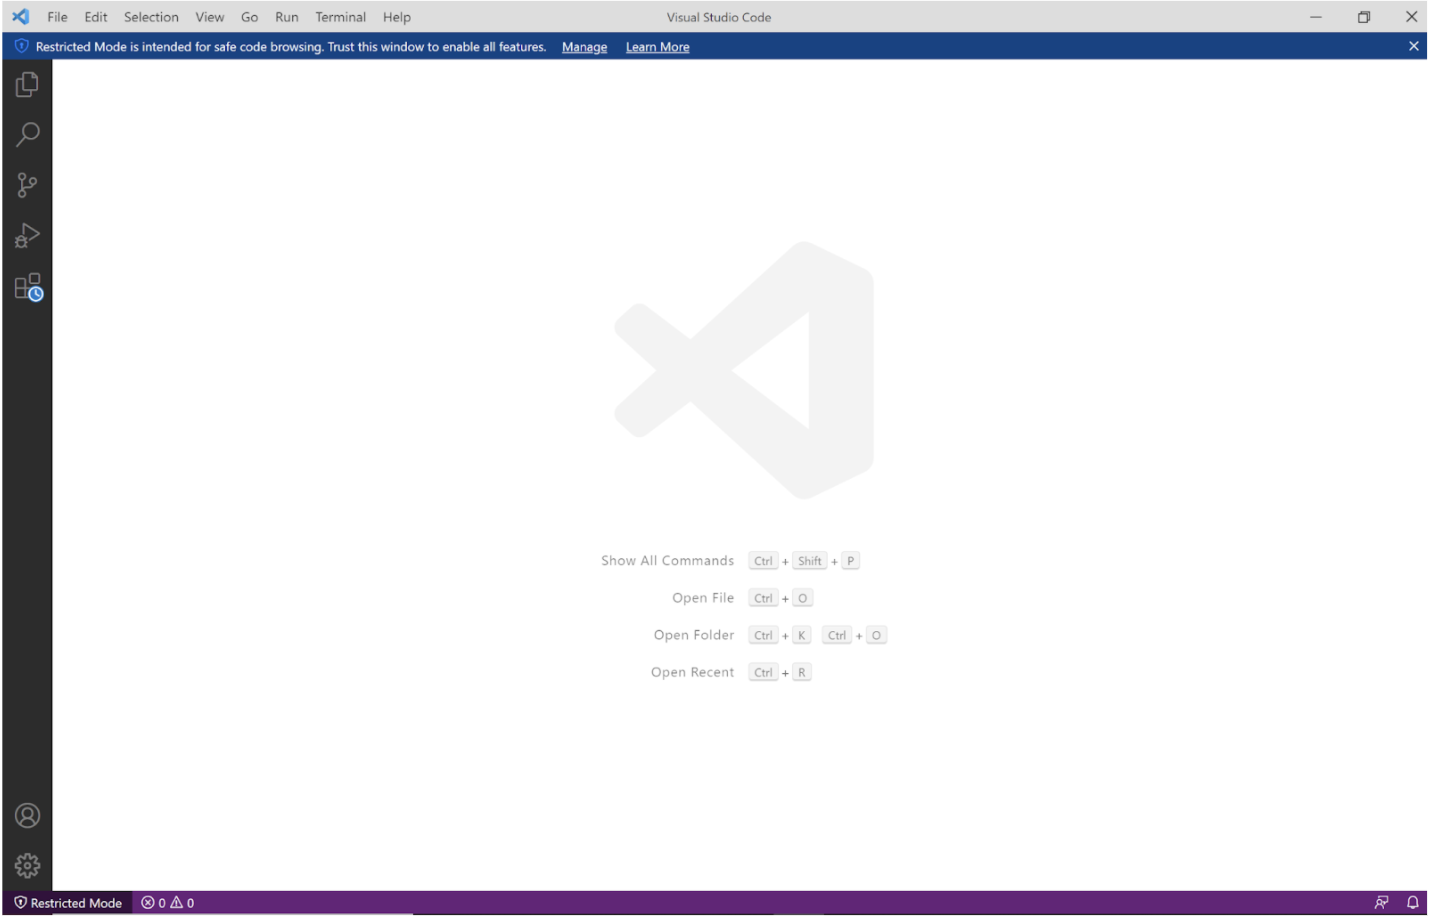 File Edit Selection View Go Run Terminal Help Visual Studio Code
Restricted Mode is intended for safe code browsing. Trust this window to enable all features. Manage Learn More
Show All Commands Ctrl + Shift + P
Open File Ctrl + O
Open Folder Ctrl + K Ctrl + O
Open Recent Ctrl + R
Restricted Mode 0 0